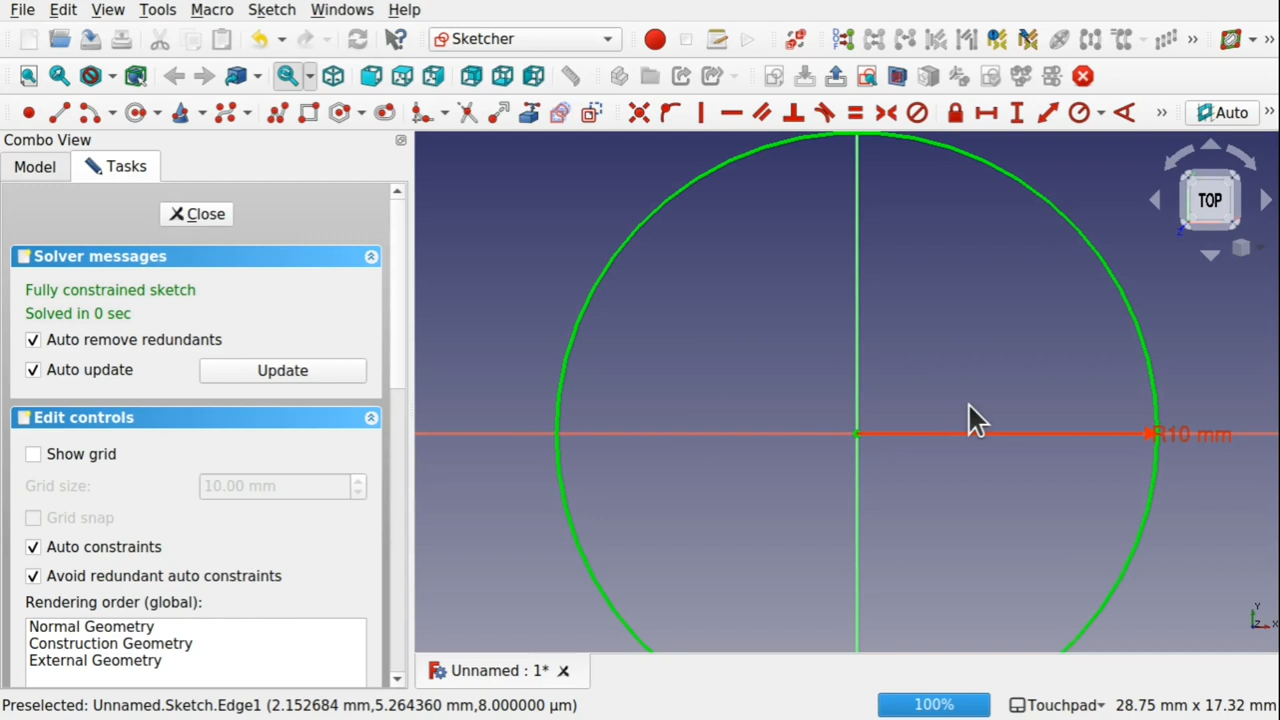 File Edit View Tools Macro Sketch Windows Help
Sketcher
Auto
Combo View
Model Tasks
Close
TOP
Solver messages
Fully constrained sketch
Solved in 0 sec
Auto remove redundants
Auto update Update
Edit controls
R10 mm
Show grid
Grid size: 10.00 mm
Grid snap
Auto constraints
Avoid redundant auto constraints
Rendering order (global):
Normal Geometry
Construction Geometry
External Geometry
Y
Z X
Unnamed : 1*
Preselected: Unnamed.Sketch.Edge1 (2.152684 mm,5.264360 mm,8.000000 µm) 100% Touchpad 28.75 mm x 17.32 mm